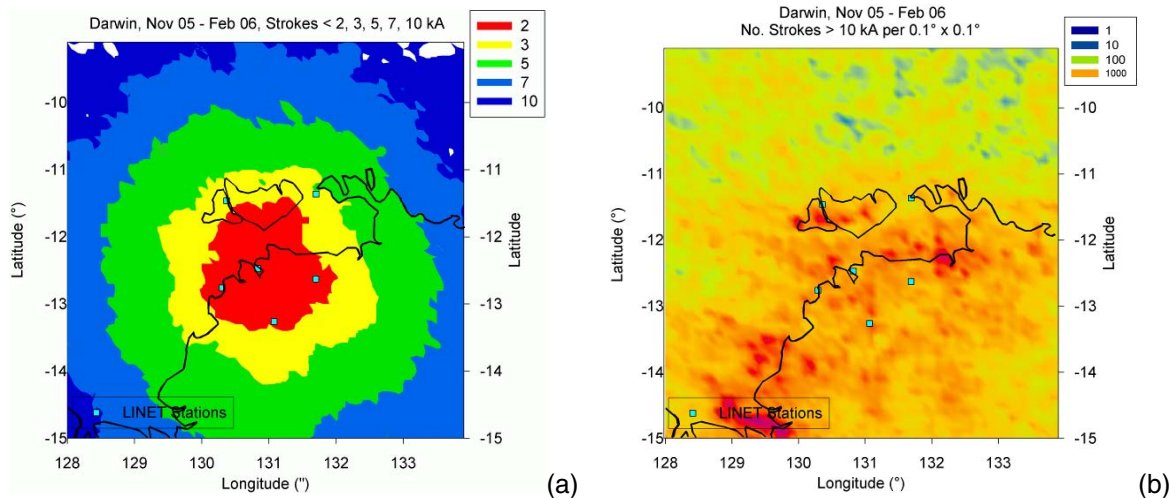 Darwin, Nov 05 - Feb 06, Strokes < 2, 3, 5, 7, 10 kA
2
3
5
7
10
-10
-11
-12
-13
-14
-15
Latitude (°)
-10
-11
-12
-13
-14
-15
Latitude
LINET Stations
128 129 130 131 132 133
Longitude (")
(a)
Darwin, Nov 05 - Feb 06
No. Strokes > 10 kA per 0.1° x 0.1°
1
10
100
1000
-10
-11
-12
-13
-14
-15
Latitude (°)
-10
-11
-12
-13
-14
-15
Latitude
LINET Stations
128 129 130 131 132 133
Longitude (°)
(b)